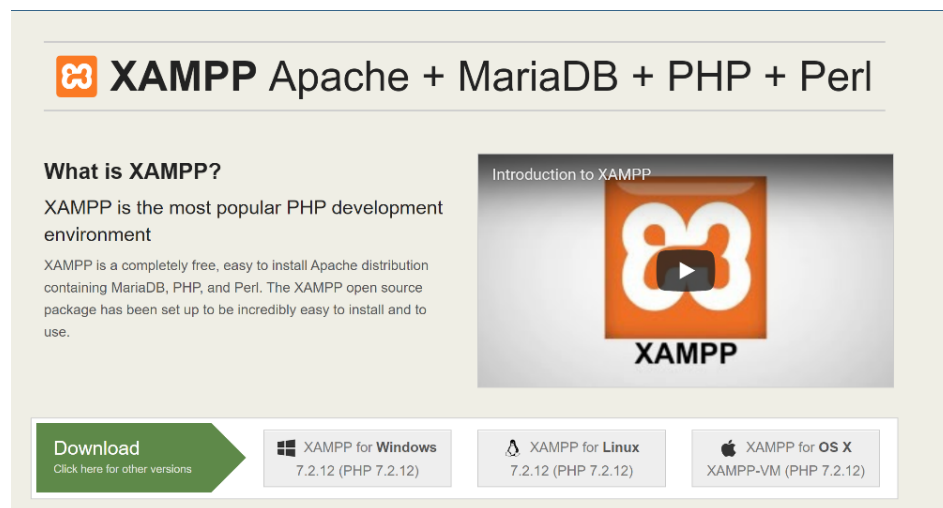 XAMPP Apache + MariaDB + PHP + Perl
What is XAMPP?
XAMPP is the most popular PHP development
environment
XAMPP is a completely free, easy to install Apache distribution
containing MariaDB, PHP, and Perl. The XAMPP open source
package has been set up to be incredibly easy to install and to
use.
Introduction to XAMPP
XAMPP
Download
Click here for other versions
XAMPP for Windows
7.2.12 (PHP 7.2.12)
XAMPP for Linux
7.2.12 (PHP 7.2.12)
XAMPP for OS X
XAMPP-VM (PHP 7.2.12)